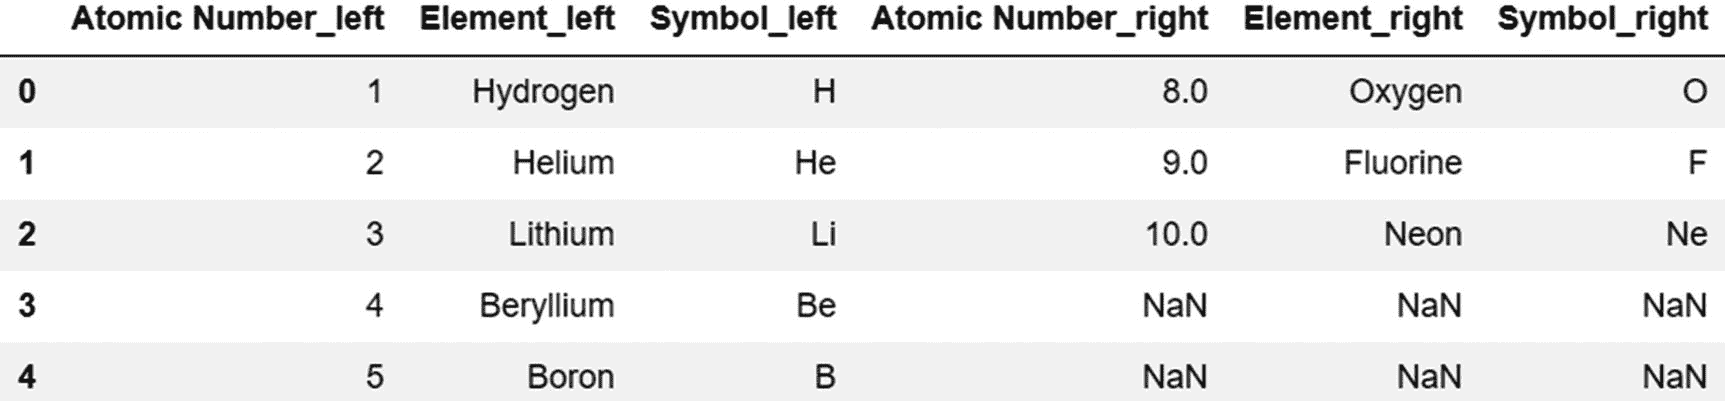 Atomic Number_left Element_left Symbol_left Atomic Number_right Element_right Symbol_right
0 1 Hydrogen H 8.0 Oxygen O
1 2 Helium He 9.0 Fluorine F
2 3 Lithium Li 10.0 Neon Ne
3 4 Beryllium Be NaN NaN NaN
4 5 Boron B NaN NaN NaN